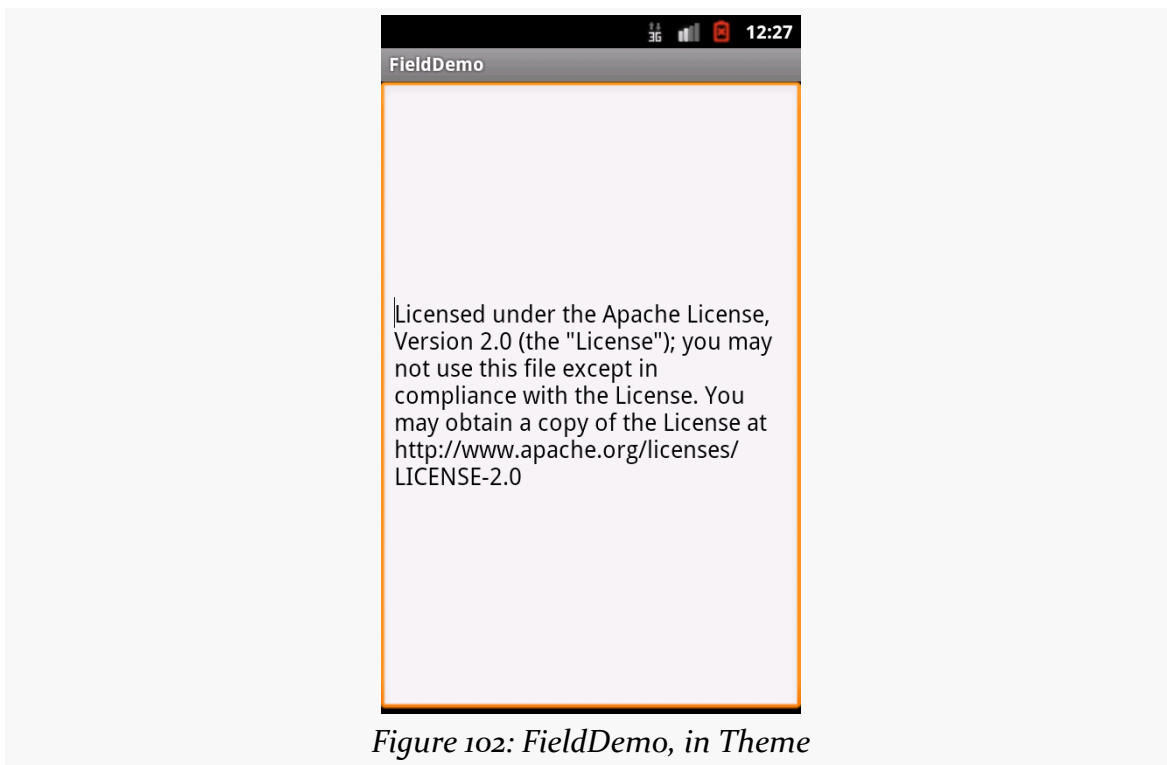 3G 12:27
FieldDemo
Licensed under the Apache License,
Version 2.0 (the "License"); you may
not use this file except in
compliance with the License. You
may obtain a copy of the License at
http://www.apache.org/licenses/
LICENSE-2.0
Figure 102: FieldDemo, in Theme